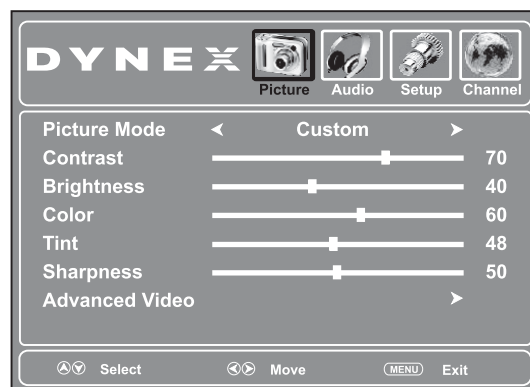 DYNEX
Picture Audio Setup Channel
Picture Mode Custom
Contrast 70
Brightness 40
Color 60
Tint 48
Sharpness 50
Advanced Video
Select Move MENU Exit